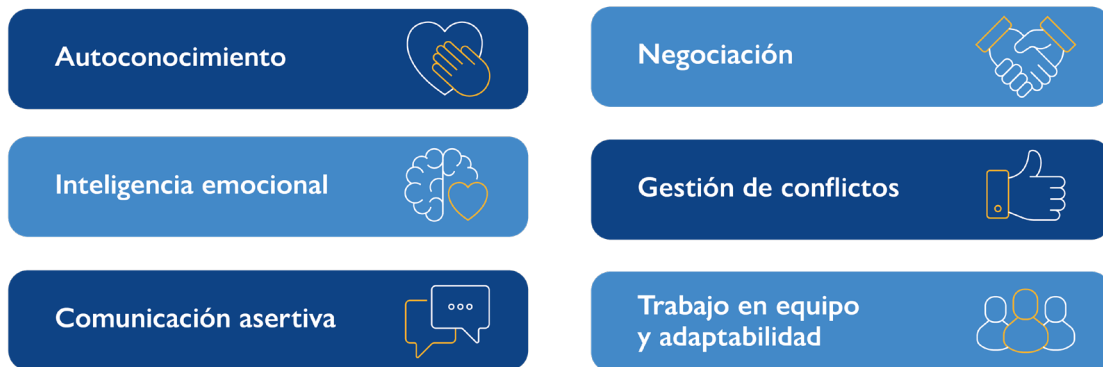 Autoconocimiento
Inteligencia emocional
Comunicación asertiva
Negociación
Gestión de conflictos
Trabajo en equipo
y adaptabilidad